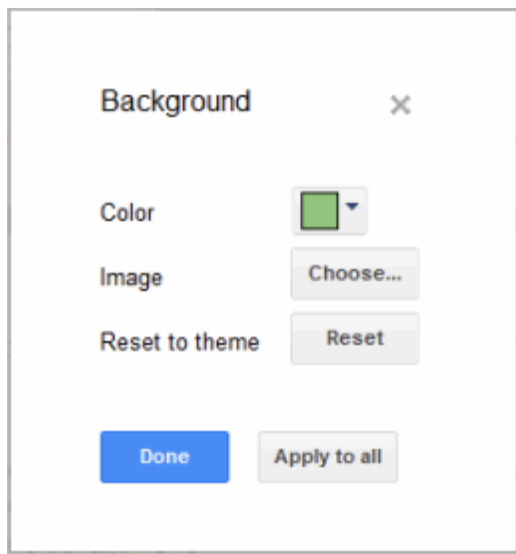 Background
Color
Image Choose...
Reset to theme Reset
Done Apply to all